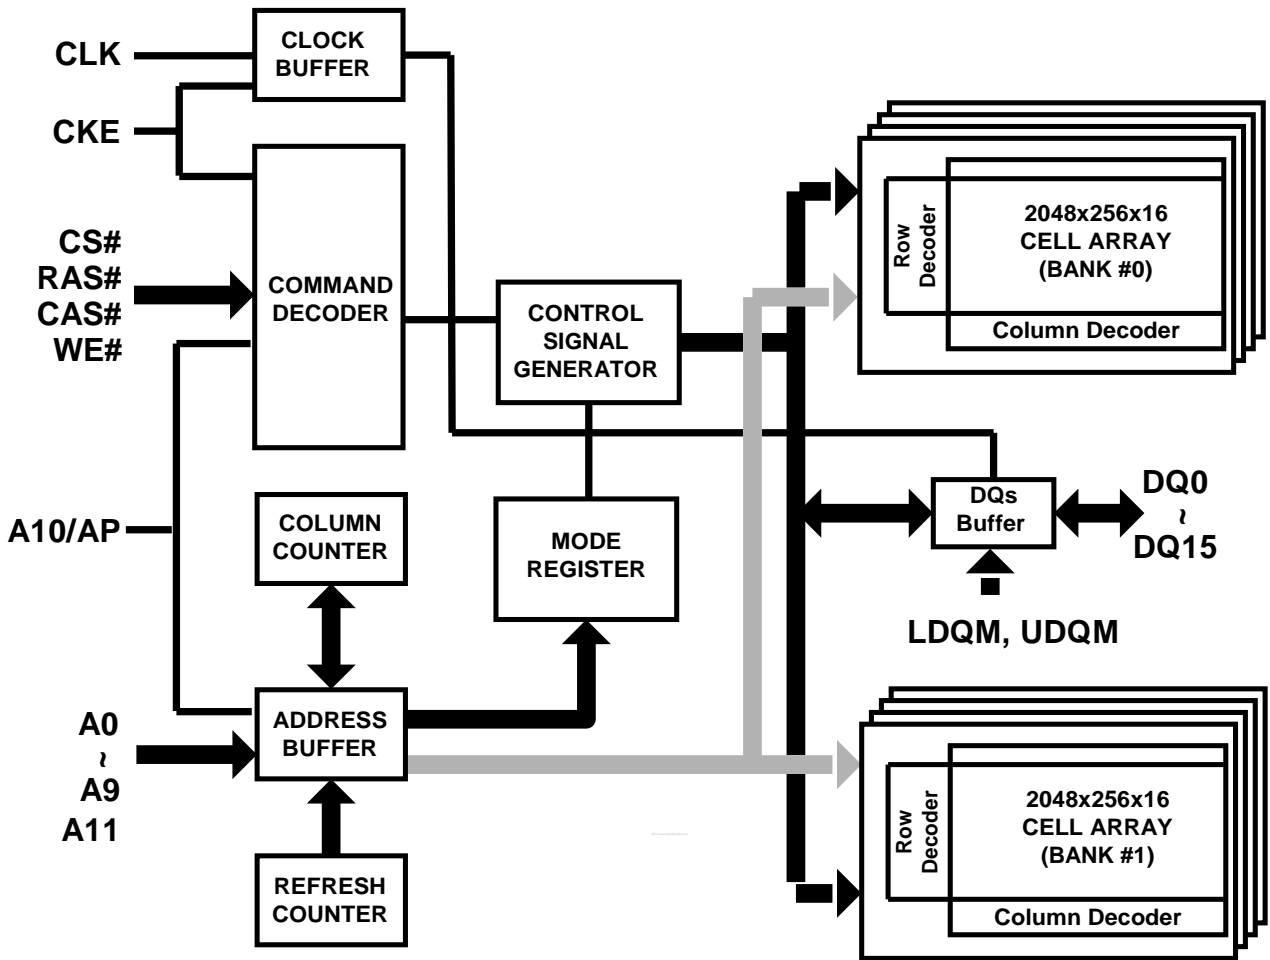 CLK
CLOCK
BUFFER
CKE
CS#
RAS#
CAS#
WE#
COMMAND
DECODER
CONTROL
SIGNAL
GENERATOR
Row
Decoder
2048x256x16
CELL ARRAY
(BANK #0)
Column Decoder
A10/AP
COLUMN
COUNTER
MODE
REGISTER
DQs
Buffer
DQ0
~
DQ15
LDQM, UDQM
A0
~
A9
A11
ADDRESS
BUFFER
REFRESH
COUNTER
Row
Decoder
2048x256x16
CELL ARRAY
(BANK #1)
Column Decoder